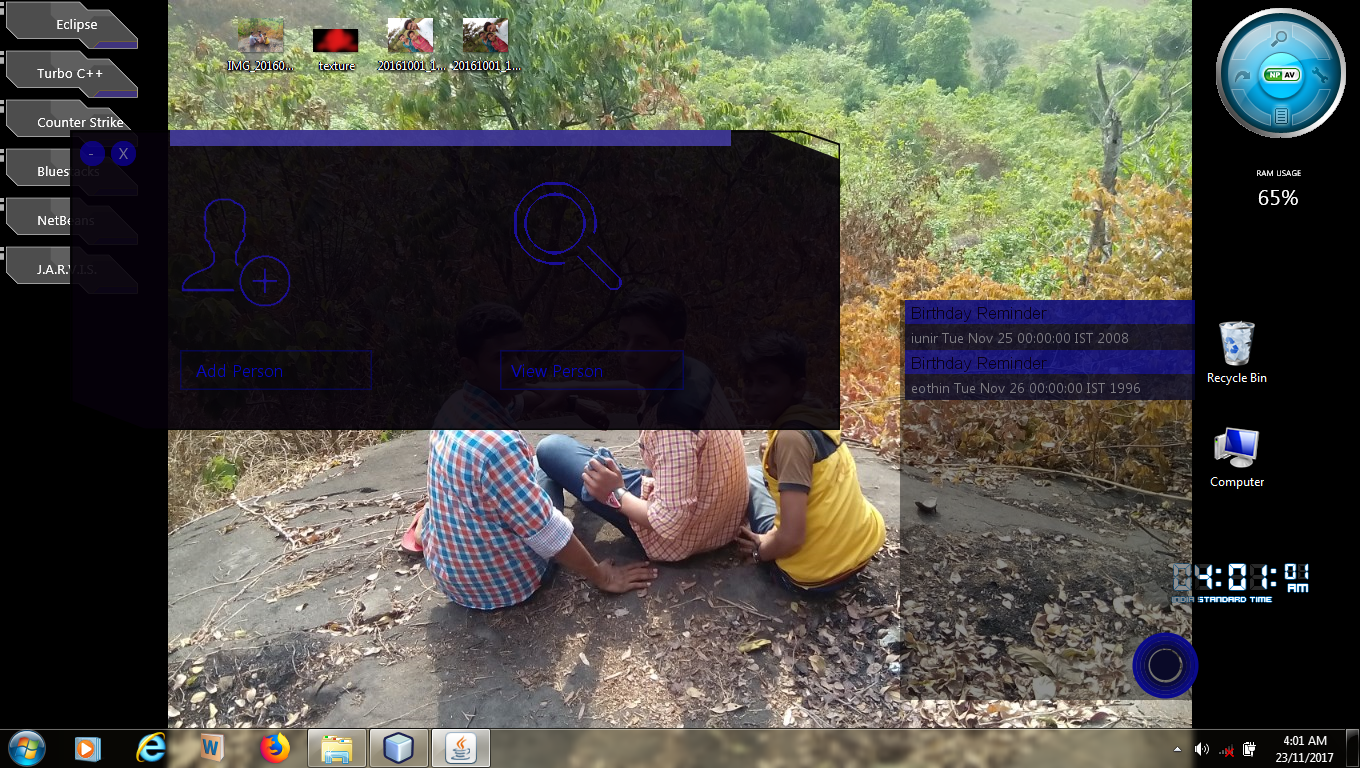 Eclipse
Turbo C++
Counter Strike
Bluestacks
NetBeans
J.A.R.V.I.S.
- X
IMG_20160...
texture
20161001_1...
20161001_1...
Add Person
View Person
NP AV
RAM USAGE
65%
Birthday Reminder
iunir Tue Nov 25 00:00:00 IST 2008
Birthday Reminder
eothin Tue Nov 26 00:00:00 IST 1996
Recycle Bin
Computer
04:01:01
AM
INDIA STANDARD TIME
W
4:01 AM
23/11/2017